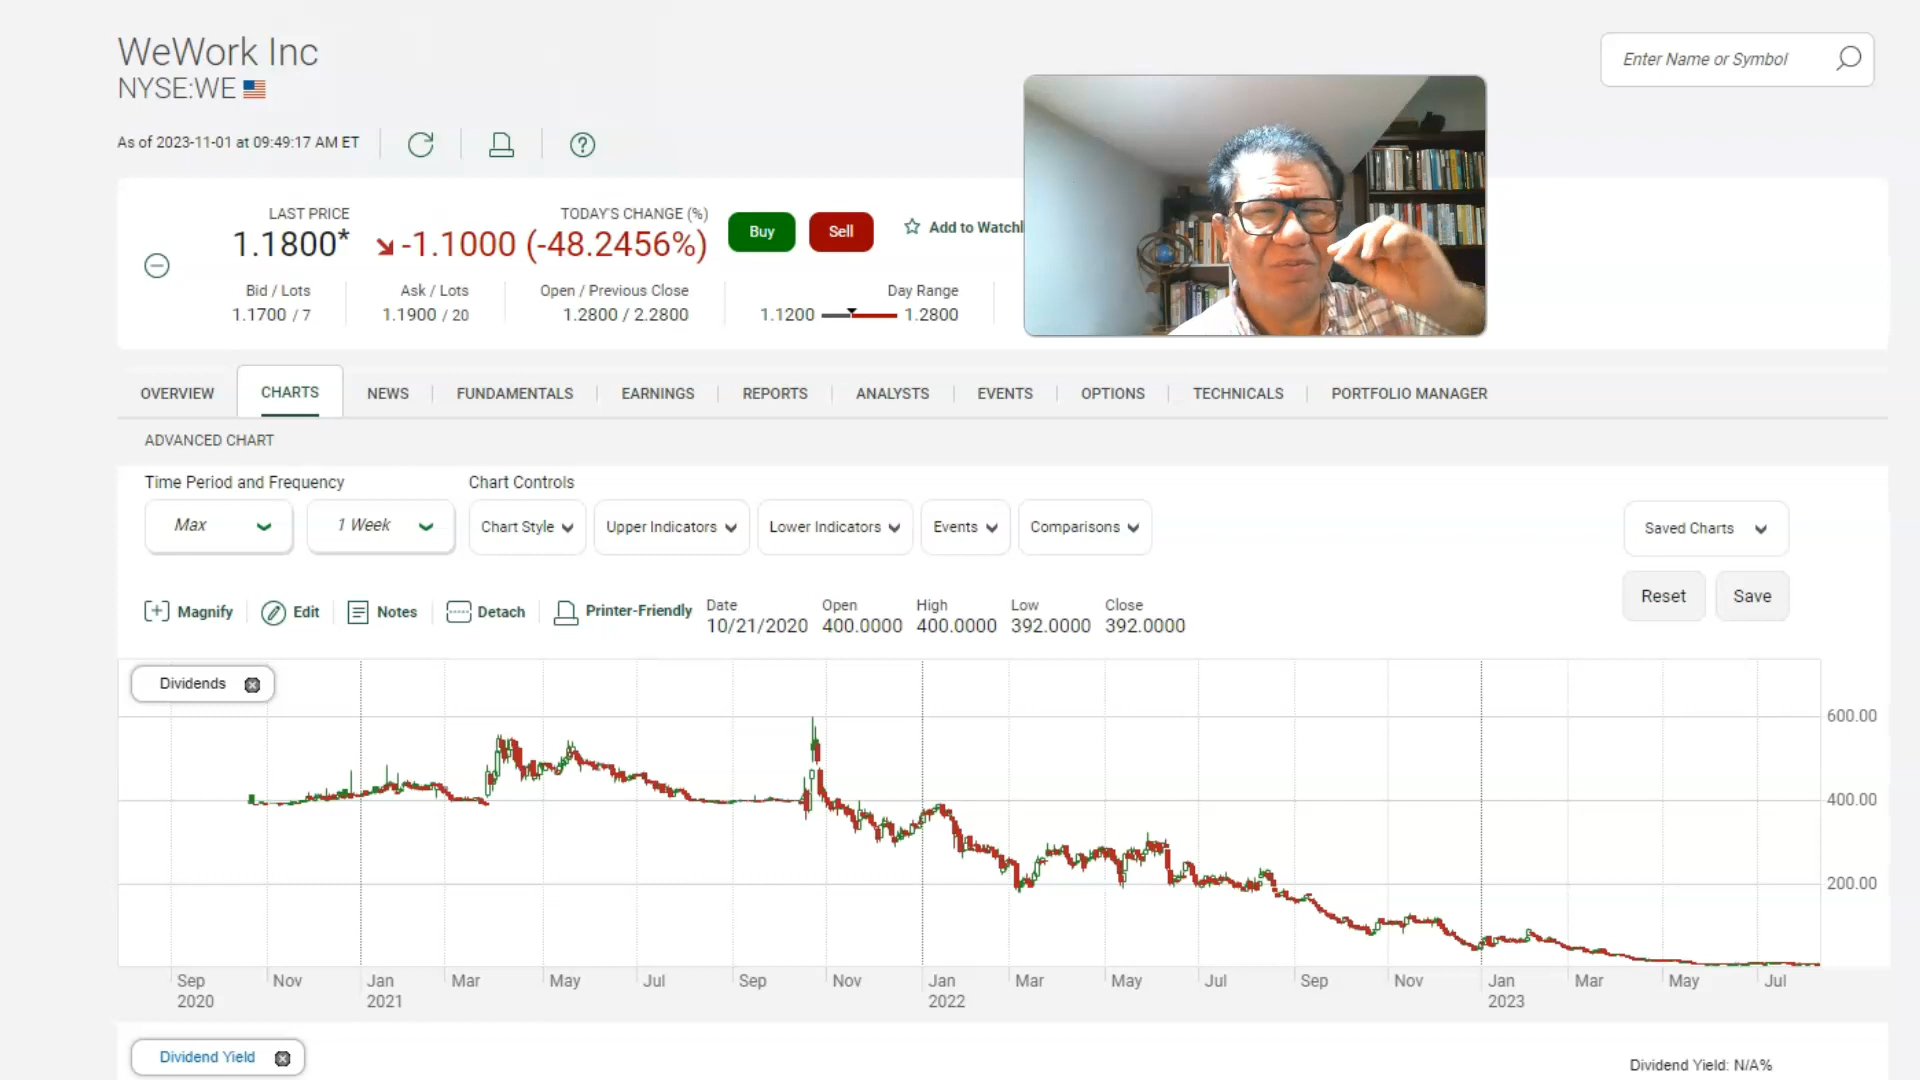 WeWork Inc
NYSE:WE
Enter Name or Symbol
As of 2023-11-01 at 09:49:17 AM ET
LAST PRICE
1.1800*
TODAY'S CHANGE (%)
-1.1000 (-48.2456%)
Buy
Sell
Add to Watchl
Bid / Lots
1.1700 / 7
Ask / Lots
1.1900 / 20
Open / Previous Close
1.2800 / 2.2800
Day Range
1.1200
1.2800
OVERVIEW
CHARTS
NEWS
FUNDAMENTALS
EARNINGS
REPORTS
ANALYSTS
EVENTS
OPTIONS
TECHNICALS
PORTFOLIO MANAGER
ADVANCED CHART
Time Period and Frequency
Chart Controls
Max
1 Week
Chart Style
Upper Indicators
Lower Indicators
Events
Comparisons
Saved Charts
Reset
Save
Magnify
Edit
Notes
Detach
Printer-Friendly
Date
10/21/2020
Open
400.0000
High
400.0000
Low
392.0000
Close
392.0000
Dividends
600.00
400.00
200.00
Sep
2020
Nov
Jan
2021
Mar
May
Jul
Sep
Nov
Jan
2022
Mar
May
Jul
Sep
Nov
Jan
2023
Mar
May
Jul
Dividend Yield
Dividend Yield: N/A%